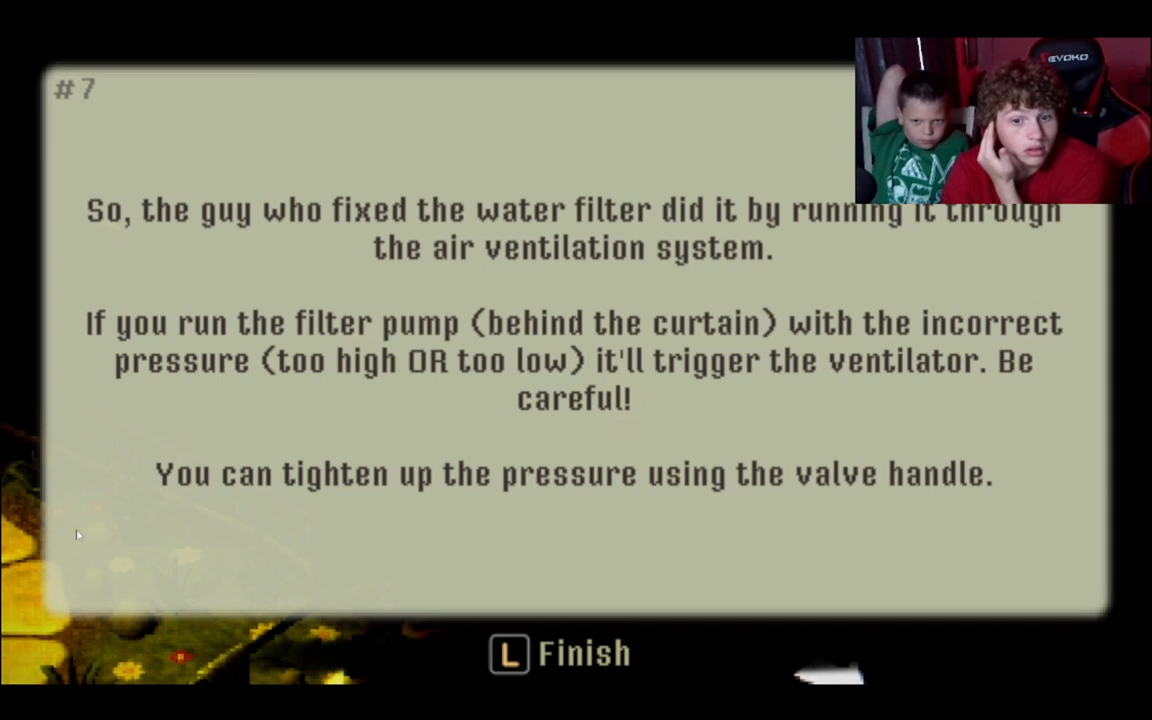 #7
So, the guy who fixed the water filter did it by running it through
the air ventilation system.
If you run the filter pump (behind the curtain) with the incorrect
pressure (too high OR too low) it'll trigger the ventilator. Be
careful!
You can tighten up the pressure using the valve handle.
L Finish
EVOKO